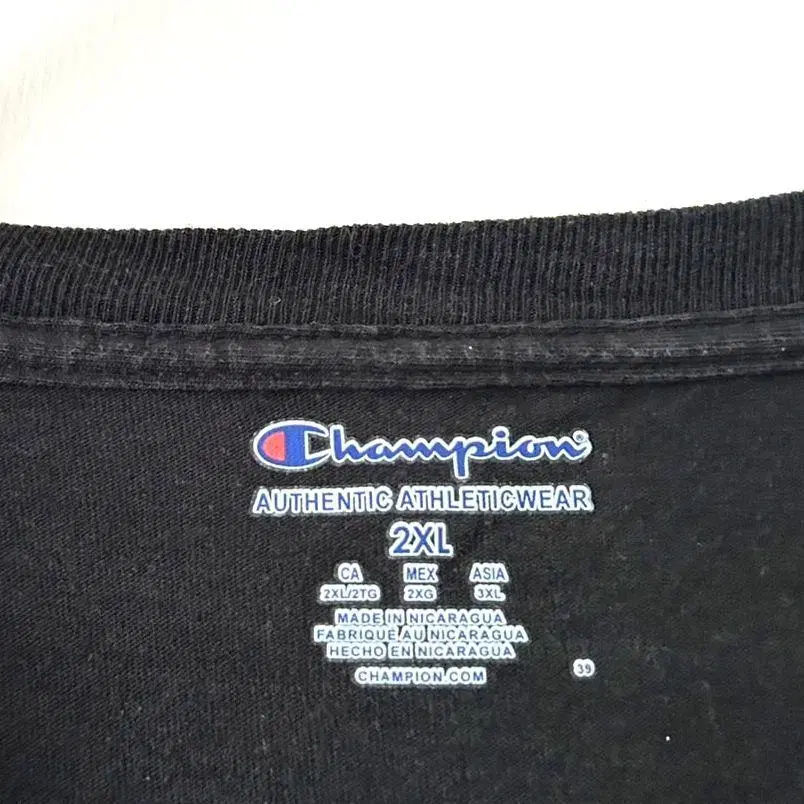 Champion®
AUTHENTIC ATHLETICWEAR
2XL
CA MEX ASIA
2XL/2TG 2XG 3XL
MADE IN NICARAGUA
FABRIQUÉ AU NICARAGUA
HECHO EN NICARAGUA
CHAMPION.COM
39